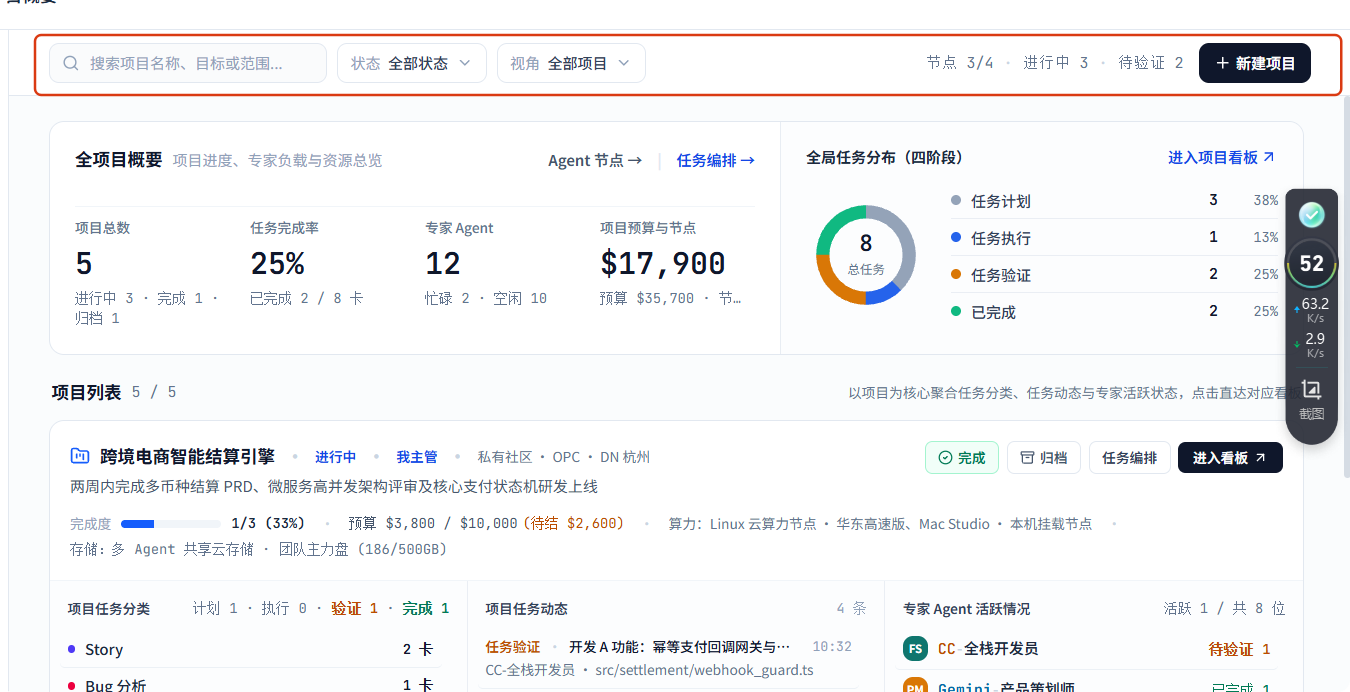 搜索项目名称、目标或范围...
状态 全部状态
视角 全部项目
节点 3/4 · 进行中 3 · 待验证 2
+ 新建项目
全项目概要 项目进度、专家负载与资源总览
Agent 节点→
任务编排→
项目总数
5
进行中 3 · 完成 1 ·
归档 1
任务完成率
25%
已完成 2 / 8 卡
专家 Agent
12
忙碌 2 · 空闲 10
项目预算与节点
$17,900
预算 $35,700 · 节…
全局任务分布（四阶段）
进入项目看板 ↗
8
总任务
任务计划 3 38%
任务执行 1 13%
任务验证 2 25%
已完成 2 25%
52
↑63.2
K/s
↓2.9
K/s
截图
项目列表 5 / 5
以项目为核心聚合任务分类、任务动态与专家活跃状态，点击直达对应看板
跨境电商智能结算引擎 • 进行中 • 我主管 • 私有社区 • OPC • DN 杭州
完成
归档
任务编排
进入看板 ↗
两周内完成多币种结算 PRD、微服务高并发架构评审及核心支付状态机研发上线
完成度 1/3 (33%) · 预算 $3,800 / $10,000 (待结 $2,600) · 算力：Linux 云算力节点 • 华东高速版、Mac Studio • 本机挂载节点 ·
存储：多 Agent 共享云存储 · 团队主力盘 (186/500GB)
项目任务分类 计划 1 · 执行 0 · 验证 1 · 完成 1
Story 2 卡
Bug 分析 1 卡
项目任务动态 4 条
任务验证 · 开发 A 功能：幂等支付回调网关与… 10:32
CC-全栈开发员 • src/settlement/webhook_guard.ts
专家 Agent 活跃情况 活跃 1 / 共 8 位
FS CC-全栈开发员 待验证 1
PM Gemini-产品策划师 已完成 1